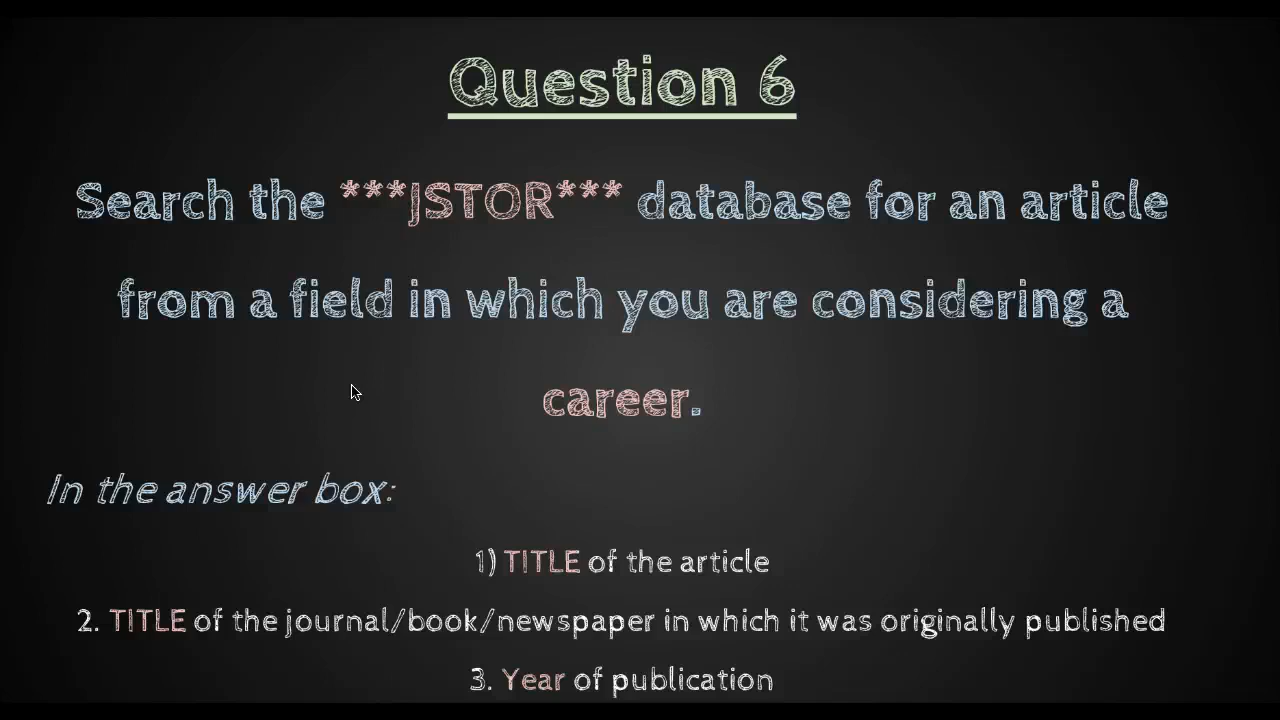 Question 6
Search the ***JSTOR*** database for an article
from a field in which you are considering a
career.
In the answer box:
1) TITLE of the article
2. TITLE of the journal/book/newspaper in which it was originally published
3. Year of publication